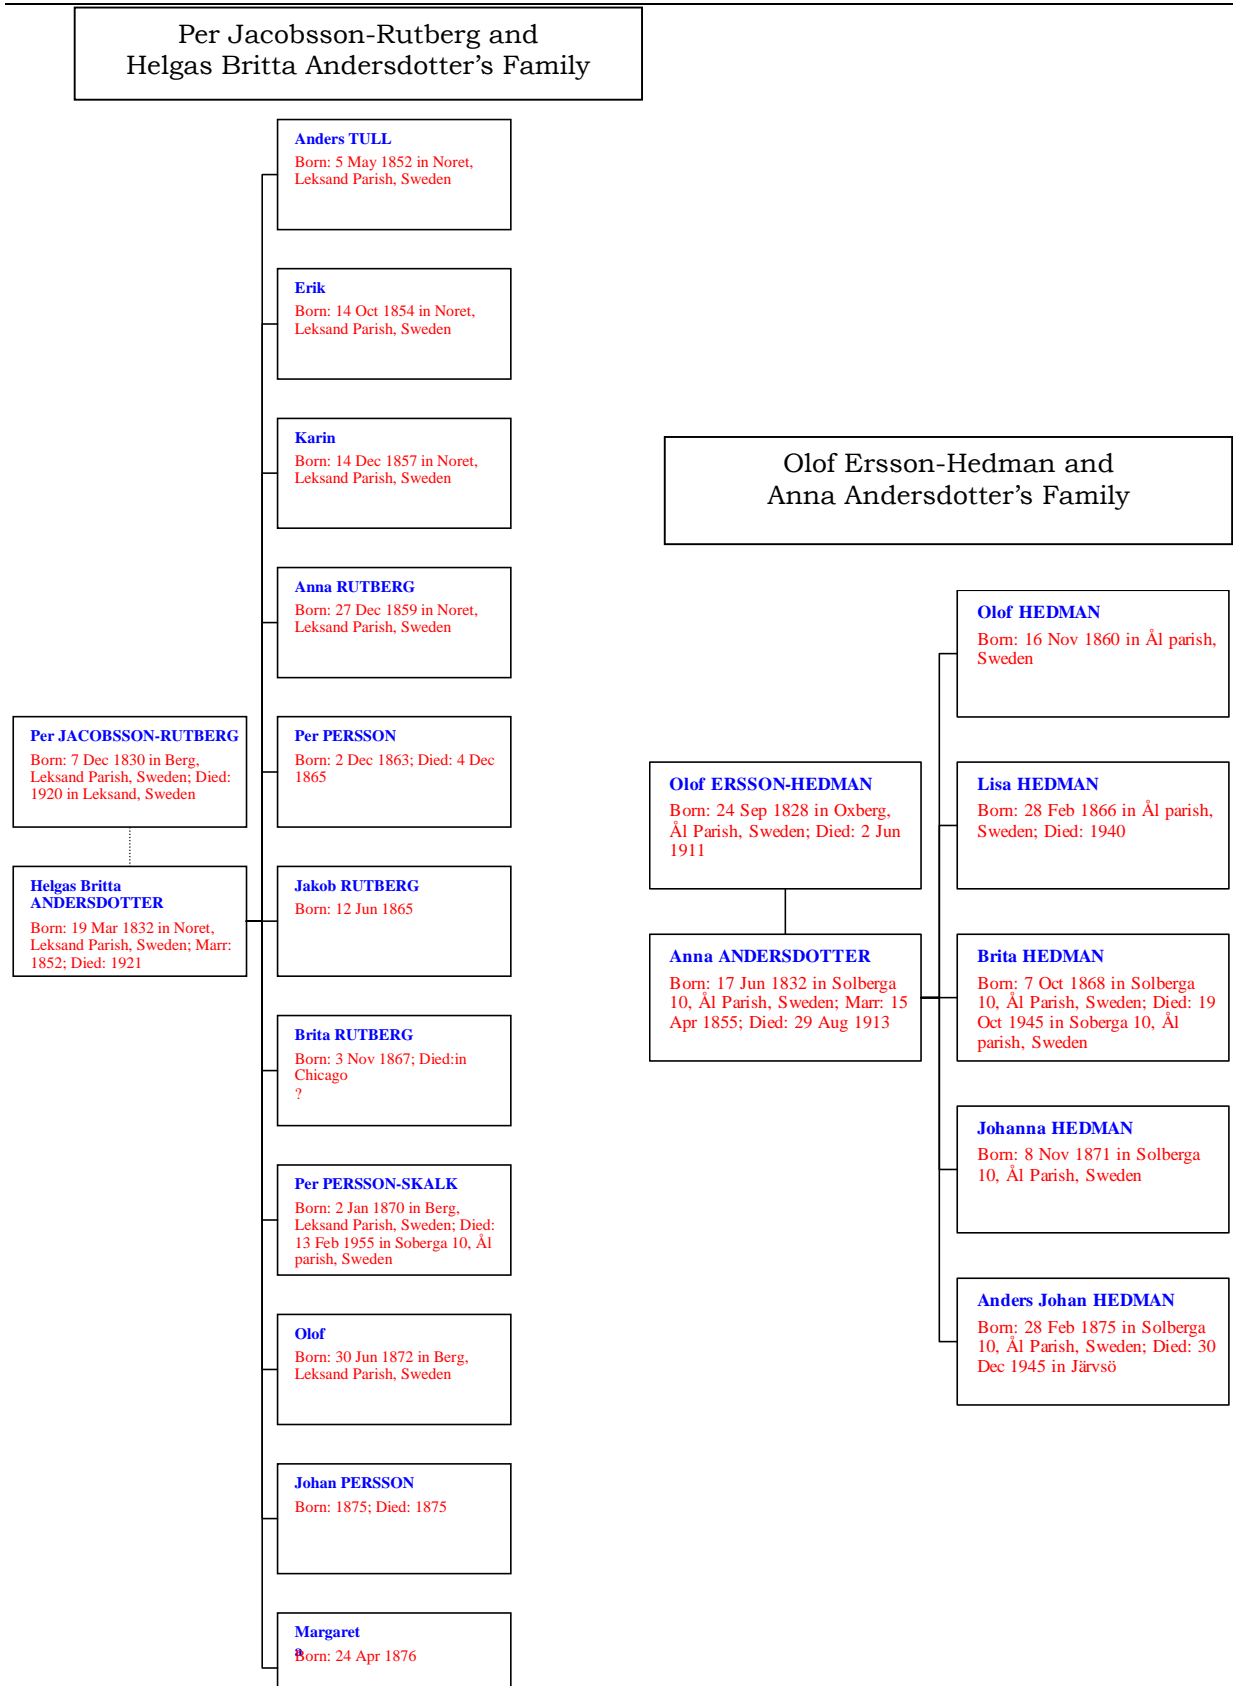 Per Jacobsson-Rutberg and
Helgas Britta Andersdotter’s Family
Anders TULL
Born: 5 May 1852 in Noret,
Leksand Parish, Sweden
Erik
Born: 14 Oct 1854 in Noret,
Leksand Parish, Sweden
Karin
Born: 14 Dec 1857 in Noret,
Leksand Parish, Sweden
Anna RUTBERG
Born: 27 Dec 1859 in Noret,
Leksand Parish, Sweden
Per JACOBSSON-RUTBERG
Born: 7 Dec 1830 in Berg,
Leksand Parish, Sweden; Died:
1920 in Leksand, Sweden
Per PERSSON
Born: 2 Dec 1863; Died: 4 Dec
1865
Helgas Britta
ANDERSDOTTER
Born: 19 Mar 1832 in Noret,
Leksand Parish, Sweden; Marr:
1852; Died: 1921
Jakob RUTBERG
Born: 12 Jun 1865
Brita RUTBERG
Born: 3 Nov 1867; Died:in
Chicago
?
Per PERSSON-SKALK
Born: 2 Jan 1870 in Berg,
Leksand Parish, Sweden; Died:
13 Feb 1955 in Soberga 10, Ål
parish, Sweden
Olof
Born: 30 Jun 1872 in Berg,
Leksand Parish, Sweden
Johan PERSSON
Born: 1875; Died: 1875
Margaret
a
Born: 24 Apr 1876
Olof Ersson-Hedman and
Anna Andersdotter’s Family
Olof HEDMAN
Born: 16 Nov 1860 in Ål parish,
Sweden
Olof ERSSON-HEDMAN
Born: 24 Sep 1828 in Oxberg,
Ål Parish, Sweden; Died: 2 Jun
1911
Lisa HEDMAN
Born: 28 Feb 1866 in Ål parish,
Sweden; Died: 1940
Anna ANDERSDOTTER
Born: 17 Jun 1832 in Solberga
10, Ål Parish, Sweden; Marr: 15
Apr 1855; Died: 29 Aug 1913
Brita HEDMAN
Born: 7 Oct 1868 in Solberga
10, Ål Parish, Sweden; Died: 19
Oct 1945 in Soberga 10, Ål
parish, Sweden
Johanna HEDMAN
Born: 8 Nov 1871 in Solberga
10, Ål Parish, Sweden
Anders Johan HEDMAN
Born: 28 Feb 1875 in Solberga
10, Ål Parish, Sweden; Died: 30
Dec 1945 in Järvsö